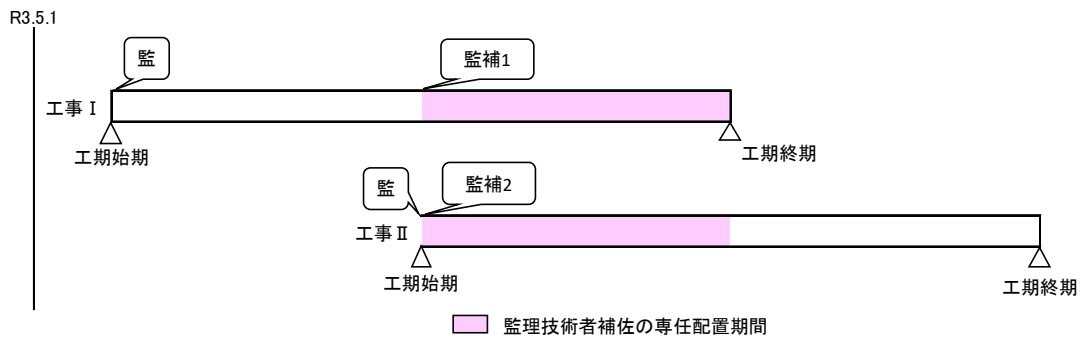 R3.5.1
監
監補1
工事Ⅰ
工期始期
工期終期
監
監補2
工事Ⅱ
工期始期
工期終期
監理技術者補佐の専任配置期間